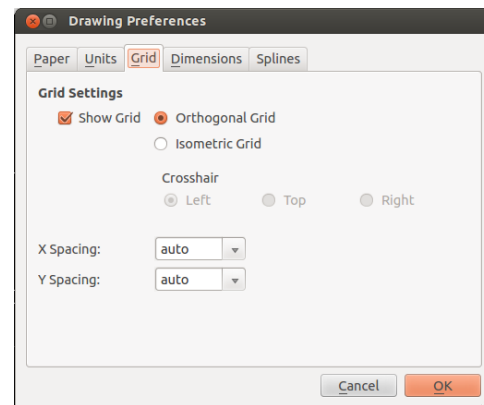 Drawing Preferences
Paper Units Grid Dimensions Splines
Grid Settings
Show Grid Orthogonal Grid
Isometric Grid
Crosshair
Left Top Right
X Spacing: auto
Y Spacing: auto
Cancel OK